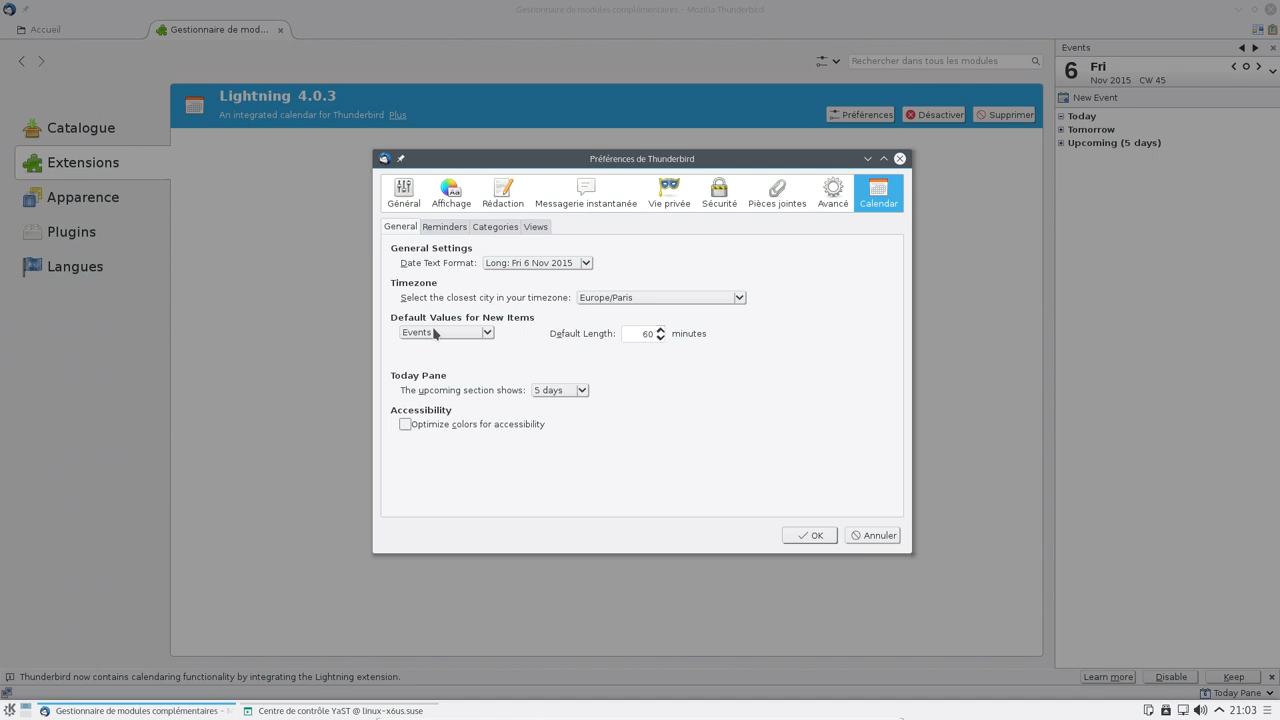 Gestionnaire de modules complémentaires – Mozilla Thunderbird
Accueil
Gestionnaire de mod...
Events
Rechercher dans tous les modules
6
Fri
Nov 2015 CW 45
New Event
Today
Tomorrow
Upcoming (5 days)
Catalogue
Extensions
Apparence
Plugins
Langues
Lightning 4.0.3
An integrated calendar for Thunderbird Plus
Préférences
Désactiver
Supprimer
Préférences de Thunderbird
Général
Affichage
Rédaction
Messagerie instantanée
Vie privée
Sécurité
Pièces jointes
Avancé
Calendar
General
Reminders
Categories
Views
General Settings
Date Text Format: Long: Fri 6 Nov 2015
Timezone
Select the closest city in your timezone: Europe/Paris
Default Values for New Items
Events
Default Length: 60 minutes
Today Pane
The upcoming section shows: 5 days
Accessibility
Optimize colors for accessibility
OK
Annuler
Thunderbird now contains calendaring functionality by integrating the Lightning extension.
Learn more
Disable
Keep
Today Pane
Gestionnaire de modules complémentaires –
Centre de contrôle YaST @ linux-x6us.suse
21:03